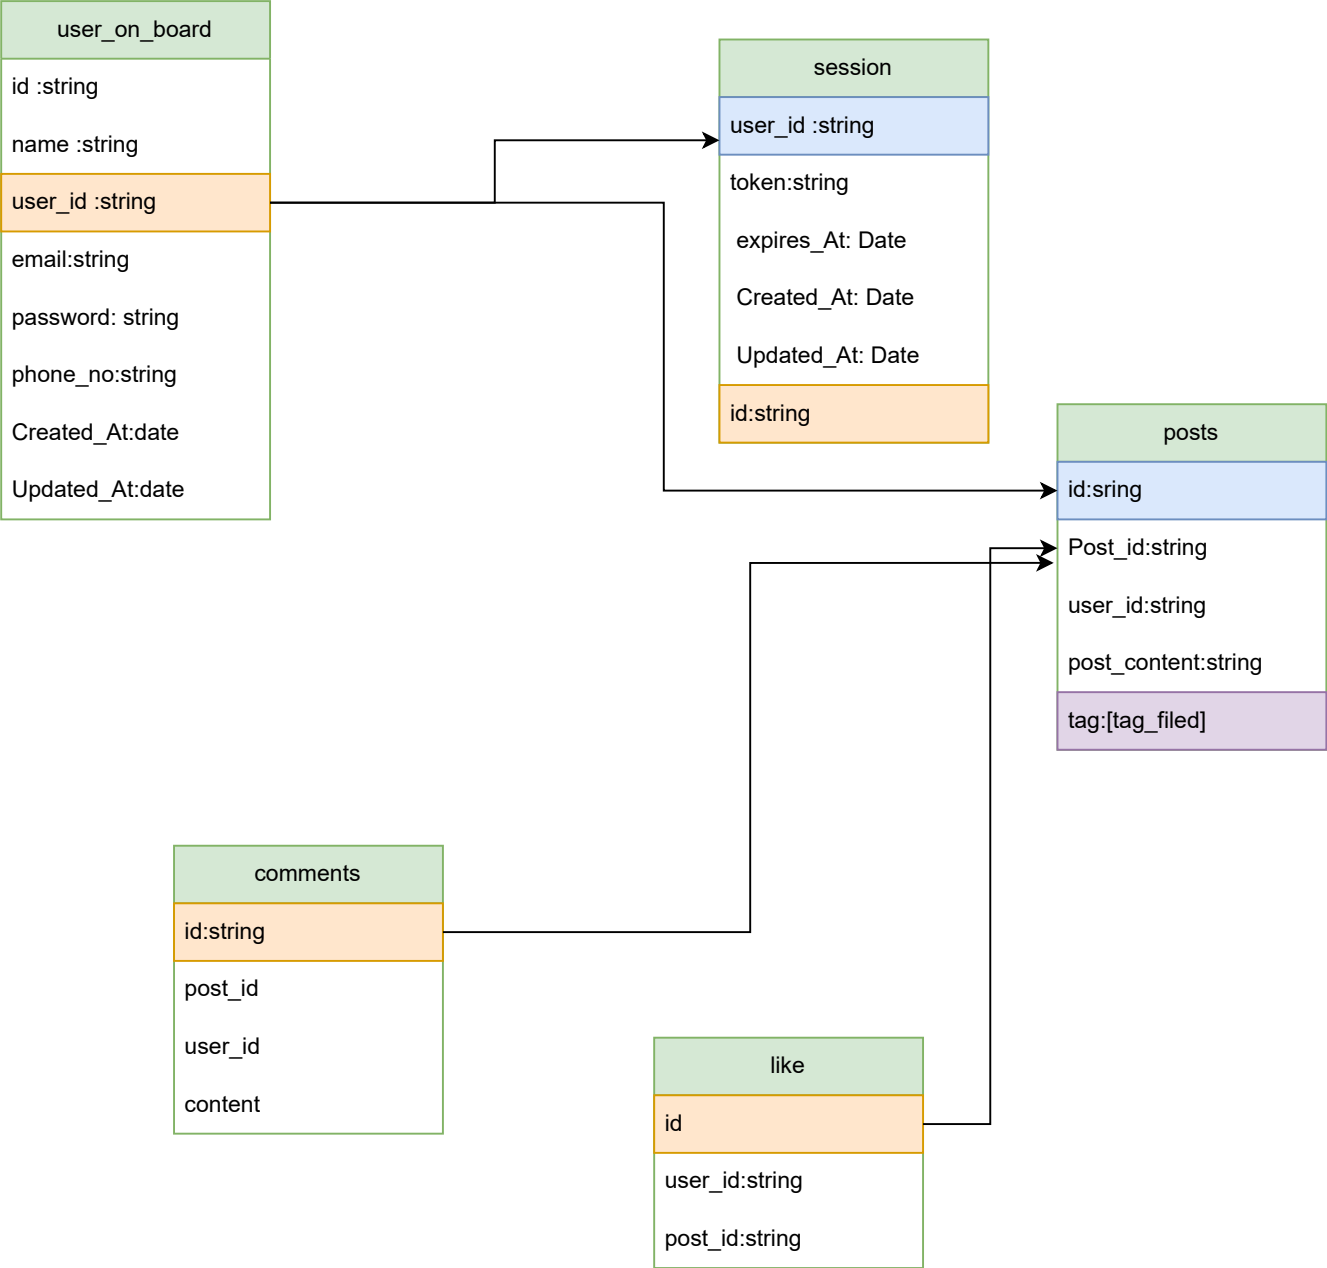 user_on_board
id :string
name :string
user_id :string
email:string
password: string
phone_no:string
Created_At:date
Updated_At:date
session
user_id :string
token:string
expires_At: Date
Created_At: Date
Updated_At: Date
id:string
posts
id:sring
Post_id:string
user_id:string
post_content:string
tag:[tag_filed]
comments
id:string
post_id
user_id
content
like
id
user_id:string
post_id:string